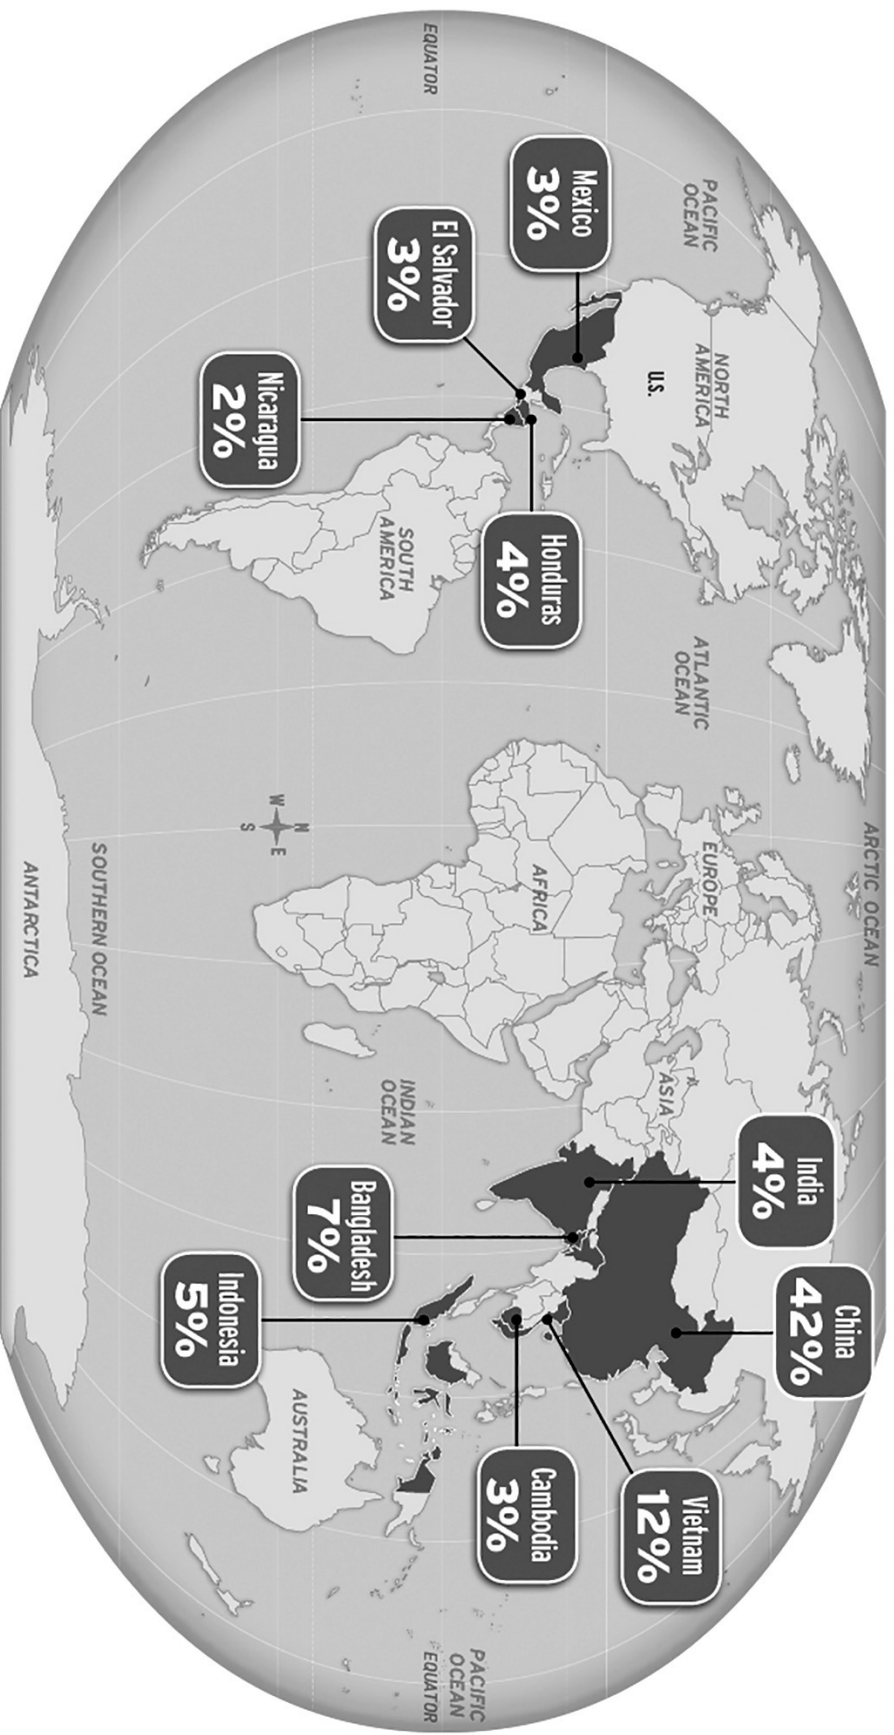 ARCTIC OCEAN
PACIFIC
OCEAN
NORTH
AMERICA
U.S.
ATLANTIC
OCEAN
EUROPE
ASIA
India
4%
China
42%
Mexico
3%
El Salvador
3%
Honduras
4%
Nicaragua
2%
AFRICA
Vietnam
12%
Cambodia
3%
Bangladesh
7%
Indonesia
5%
EQUATOR
SOUTH
AMERICA
INDIAN
OCEAN
PACIFIC
OCEAN
EQUATOR
AUSTRALIA
N
W
E
S
SOUTHERN OCEAN
ANTARCTICA